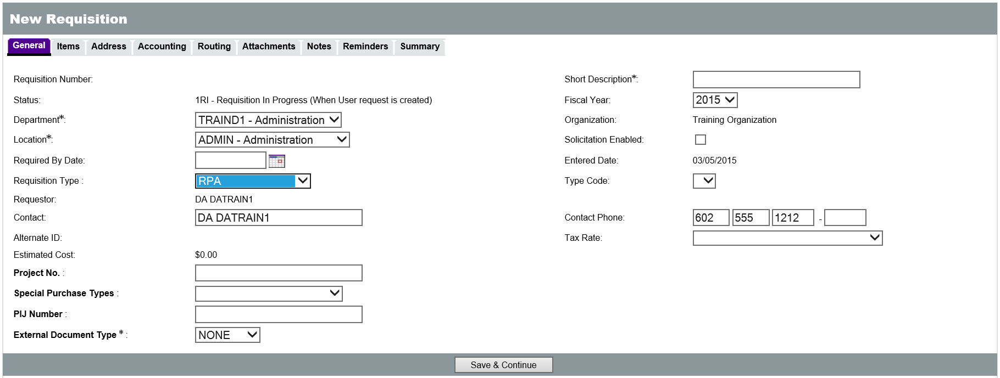 New Requisition
General Items Address Accounting Routing Attachments Notes Reminders Summary
Requisition Number:
Short Description*:
Status: 1RI - Requisition In Progress (When User request is created)
Fiscal Year: 2015
Department*: TRAIND1 - Administration
Organization: Training Organization
Location*: ADMIN - Administration
Solicitation Enabled:
Required By Date:
Entered Date: 03/05/2015
Requisition Type : RPA
Type Code:
Requestor: DA DATRAIN1
Contact: DA DATRAIN1
Contact Phone: 602 555 1212 -
Alternate ID:
Tax Rate:
Estimated Cost: $0.00
Project No. :
Special Purchase Types :
PIJ Number :
External Document Type * : NONE
Save & Continue